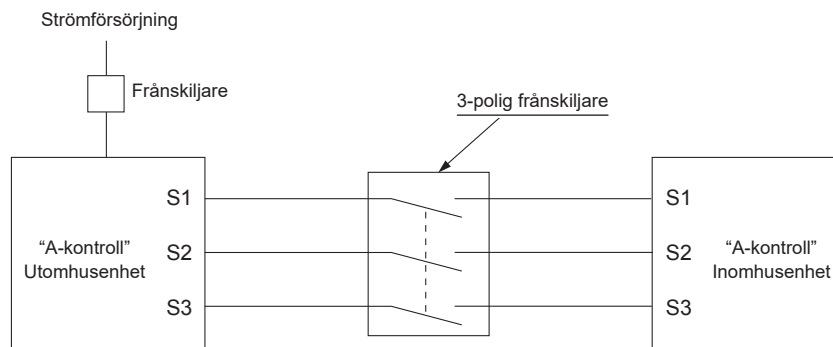 Strömförsörjning
Frånskiljare
3-polig frånskiljare
S1
S1
"A-kontroll"
Utomhusenhet
S2
S2
"A-kontroll"
Inomhusenhet
S3
S3